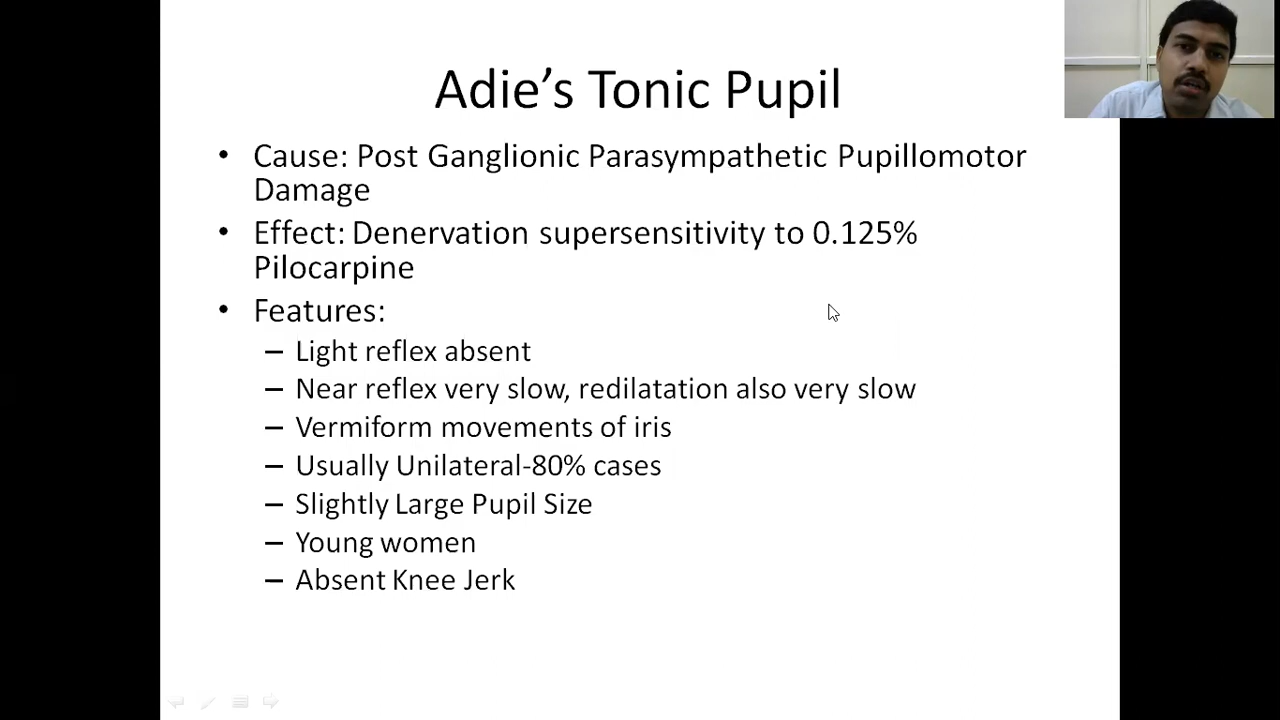 Adie's Tonic Pupil
• Cause: Post Ganglionic Parasympathetic Pupillomotor
Damage
• Effect: Denervation supersensitivity to 0.125%
Pilocarpine
• Features:
– Light reflex absent
– Near reflex very slow, redilatation also very slow
– Vermiform movements of iris
– Usually Unilateral-80% cases
– Slightly Large Pupil Size
– Young women
– Absent Knee Jerk